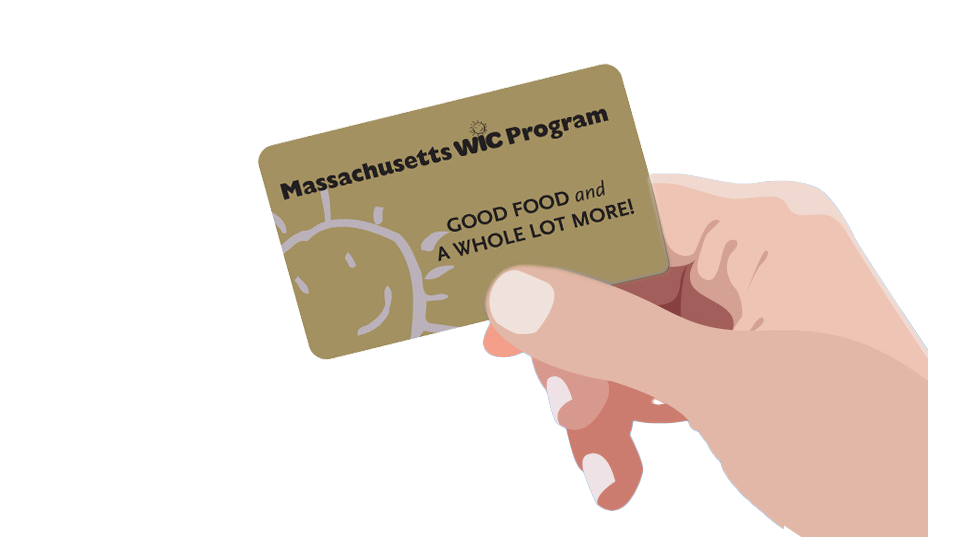 Massachusetts WIC Program
GOOD FOOD and
A WHOLE LOT MORE!